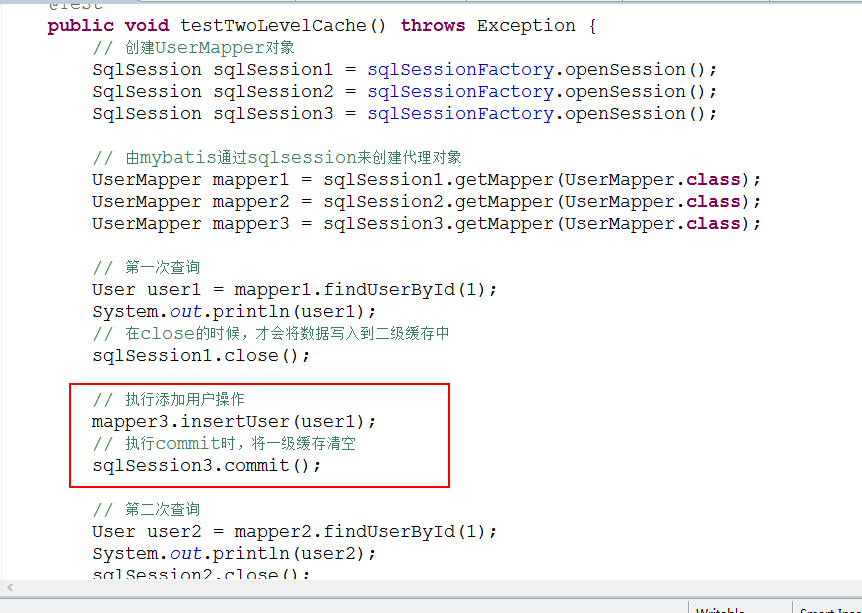 @Test
public void testTwoLevelCache() throws Exception {
// 创建UserMapper对象
SqlSession sqlSession1 = sqlSessionFactory.openSession();
SqlSession sqlSession2 = sqlSessionFactory.openSession();
SqlSession sqlSession3 = sqlSessionFactory.openSession();
// 由mybatis通过sqlsession来创建代理对象
UserMapper mapper1 = sqlSession1.getMapper(UserMapper.class);
UserMapper mapper2 = sqlSession2.getMapper(UserMapper.class);
UserMapper mapper3 = sqlSession3.getMapper(UserMapper.class);
// 第一次查询
User user1 = mapper1.findUserById(1);
System.out.println(user1);
// 在close的时候，才会将数据写入到二级缓存中
sqlSession1.close();
// 执行添加用户操作
mapper3.insertUser(user1);
// 执行commit时，将一级缓存清空
sqlSession3.commit();
// 第二次查询
User user2 = mapper2.findUserById(1);
System.out.println(user2);
sqlSession2.close();
Writable